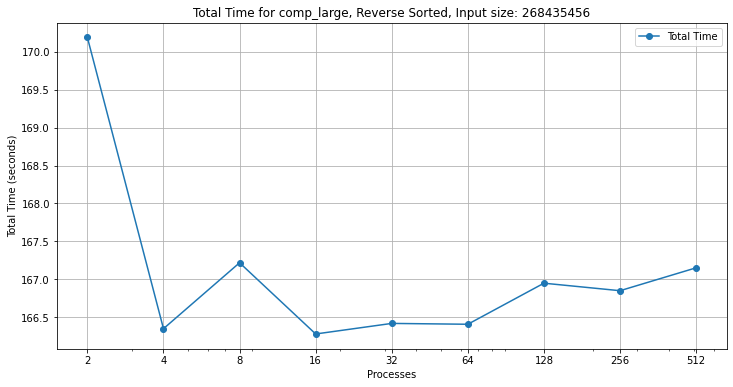 Total Time for comp_large, Reverse Sorted, Input size: 268435456
Total Time
170.0
169.5
169.0
168.5
168.0
167.5
167.0
166.5
Total Time (seconds)
2 4 8 16 32 64 128 256 512
Processes